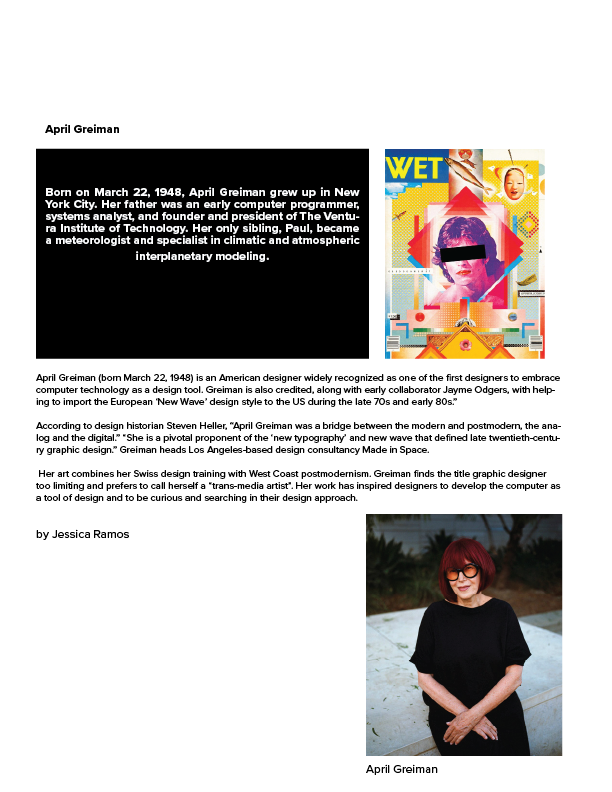 April Greiman
Born on March 22, 1948, April Greiman grew up in New
York City. Her father was an early computer programmer,
systems analyst, and founder and president of The Ventu-
ra Institute of Technology. Her only sibling, Paul, became
a meteorologist and specialist in climatic and atmospheric
interplanetary modeling.
WET
April Greiman (born March 22, 1948) is an American designer widely recognized as one of the first designers to embrace
computer technology as a design tool. Greiman is also credited, along with early collaborator Jayme Odgers, with help-
ing to import the European ‘New Wave’ design style to the US during the late 70s and early 80s.”
According to design historian Steven Heller, “April Greiman was a bridge between the modern and postmodern, the ana-
log and the digital.” “She is a pivotal proponent of the ‘new typography’ and new wave that defined late twentieth-centu-
ry graphic design.” Greiman heads Los Angeles-based design consultancy Made in Space.
Her art combines her Swiss design training with West Coast postmodernism. Greiman finds the title graphic designer
too limiting and prefers to call herself a "trans-media artist". Her work has inspired designers to develop the computer as
a tool of design and to be curious and searching in their design approach.
by Jessica Ramos
April Greiman